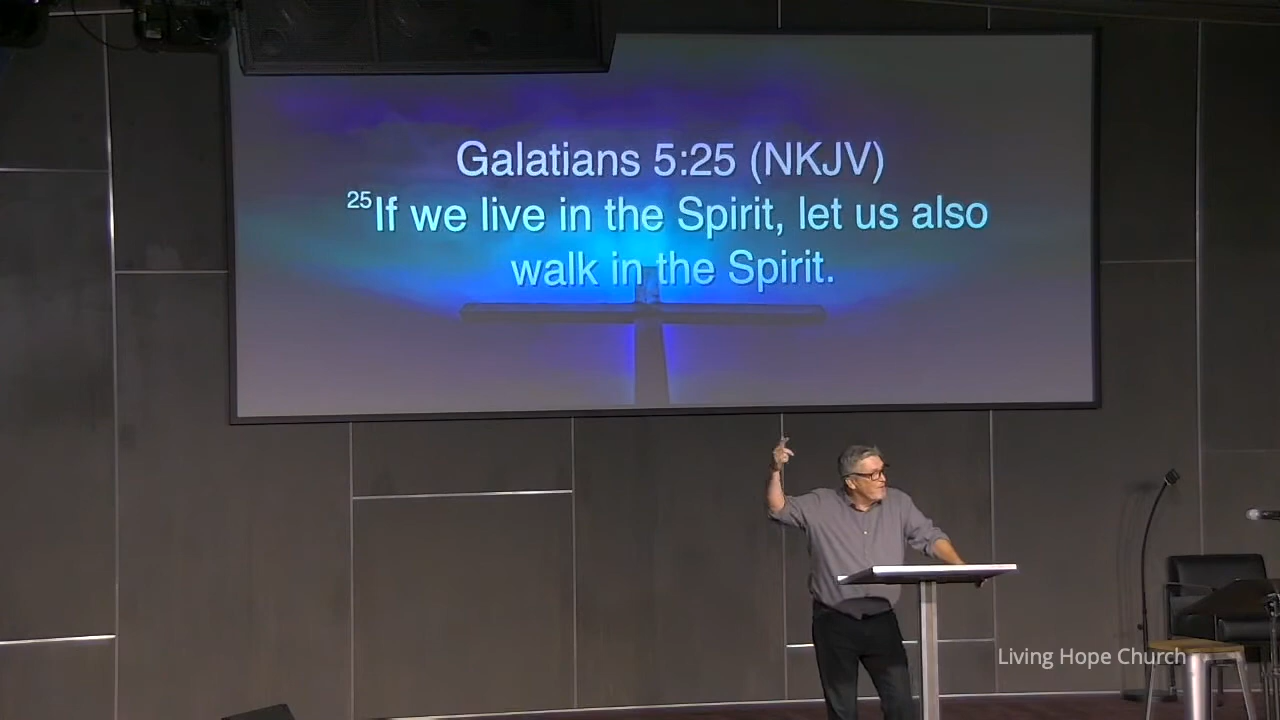 Galatians 5:25 (NKJV)
25If we live in the Spirit, let us also
walk in the Spirit.
Living Hope Church